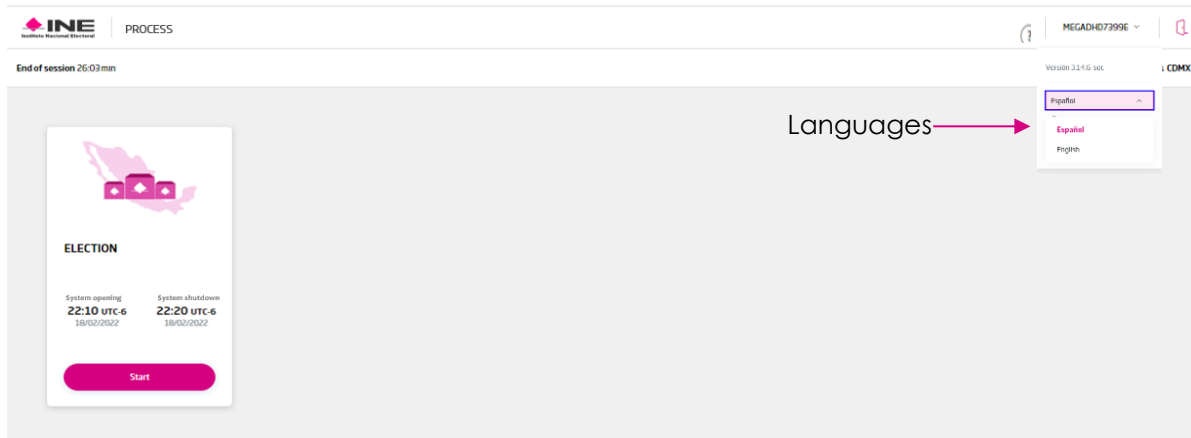 INE
Instituto Nacional Electoral
PROCESS
MEGADHD7399E
End of session 26:03 min
CDMX
Español
Languages
Español
English
ELECTION
System opening System shutdown
22:10 UTC-6 22:20 UTC-6
18/02/2022 18/02/2022
Start